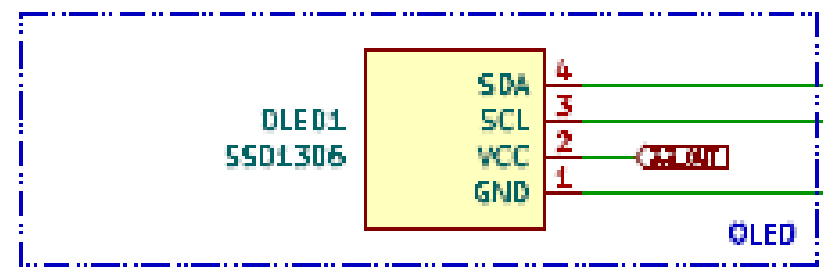 SDA 4
DLED1 SCL 3
SSD1306 VCC 2
GND 1
OLED